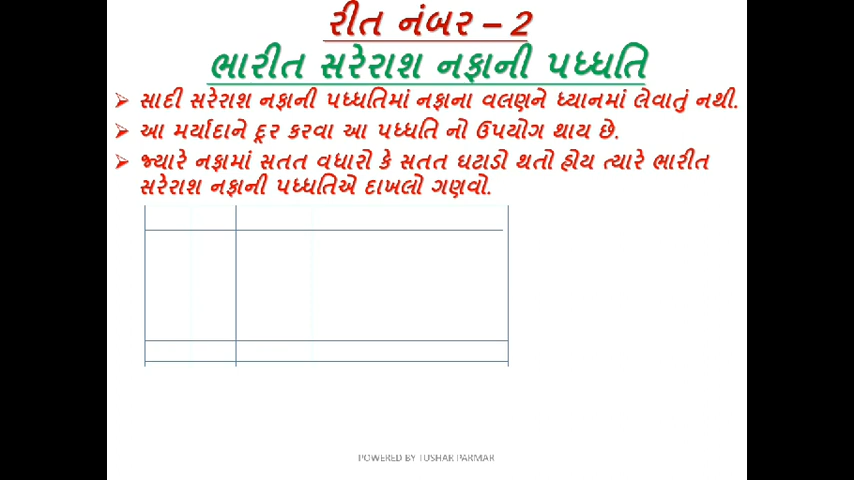 રીત નંબર – 2
ભારીત સરેરાશ નફાની પધ્ધતિ
➢ સાદી સરેરાશ નફાની પધ્ધતિમાં નફાના વલણને ધ્યાનમાં લેવાતું નથી.
➢ આ મર્યાદાને દૂર કરવા આ પધ્ધતિ નો ઉપયોગ થાય છે.
➢ જ્યારે નફામાં સતત વધારો કે સતત ઘટાડો થતો હોય ત્યારે ભારીત
સરેરાશ નફાની પધ્ધતિએ દાખલો ગણવો.
POWERED BY TUSHAR PARMAR